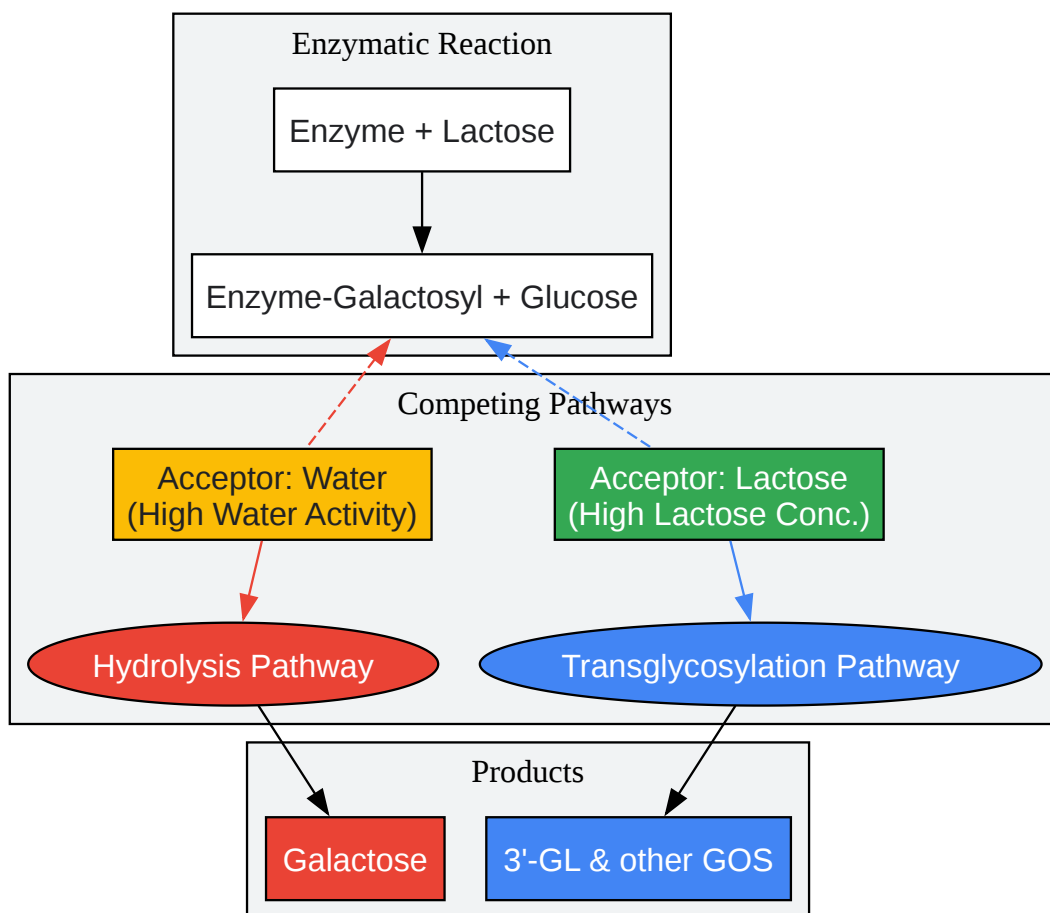 Enzymatic Reaction
Enzyme + Lactose
Enzyme-Galactosyl + Glucose
Competing Pathways
Acceptor: Water
(High Water Activity)
Acceptor: Lactose
(High Lactose Conc.)
Hydrolysis Pathway
Transglycosylation Pathway
Products
Galactose
3'-GL & other GOS